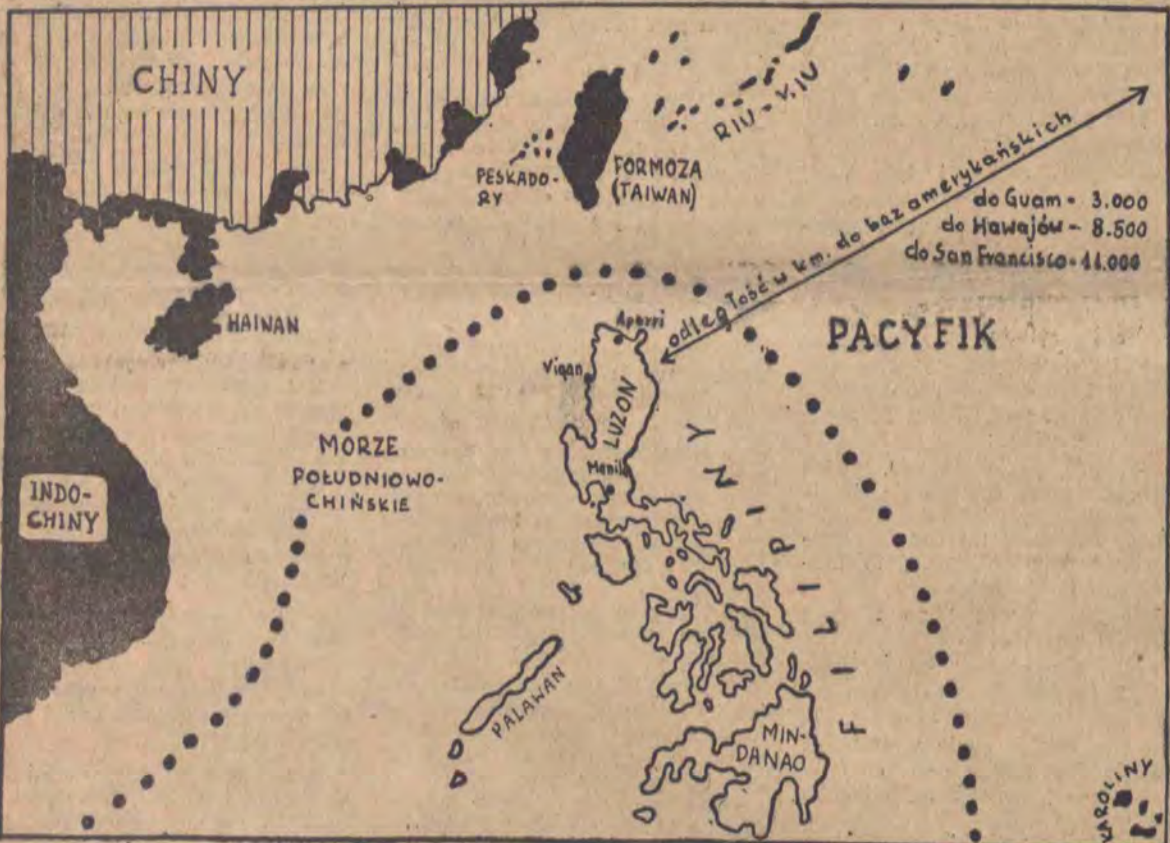 CHINY
RIU-KIU
PESKADO-
RY
FORMOZA
(TAIWAN)
odległość w km. do baz amerykańskich
do Guam - 3.000
do Hawajów - 8.500
do San Francisco - 11.000
HAINAN
PACYFIK
Aparri
Vigan
LUZON
Manila
MORZE
POŁUDNIOWO-
CHIŃSKIE
INDO-
CHINY
FILIPINY
PALAWAN
MIN-
DANAO
KAROLINY